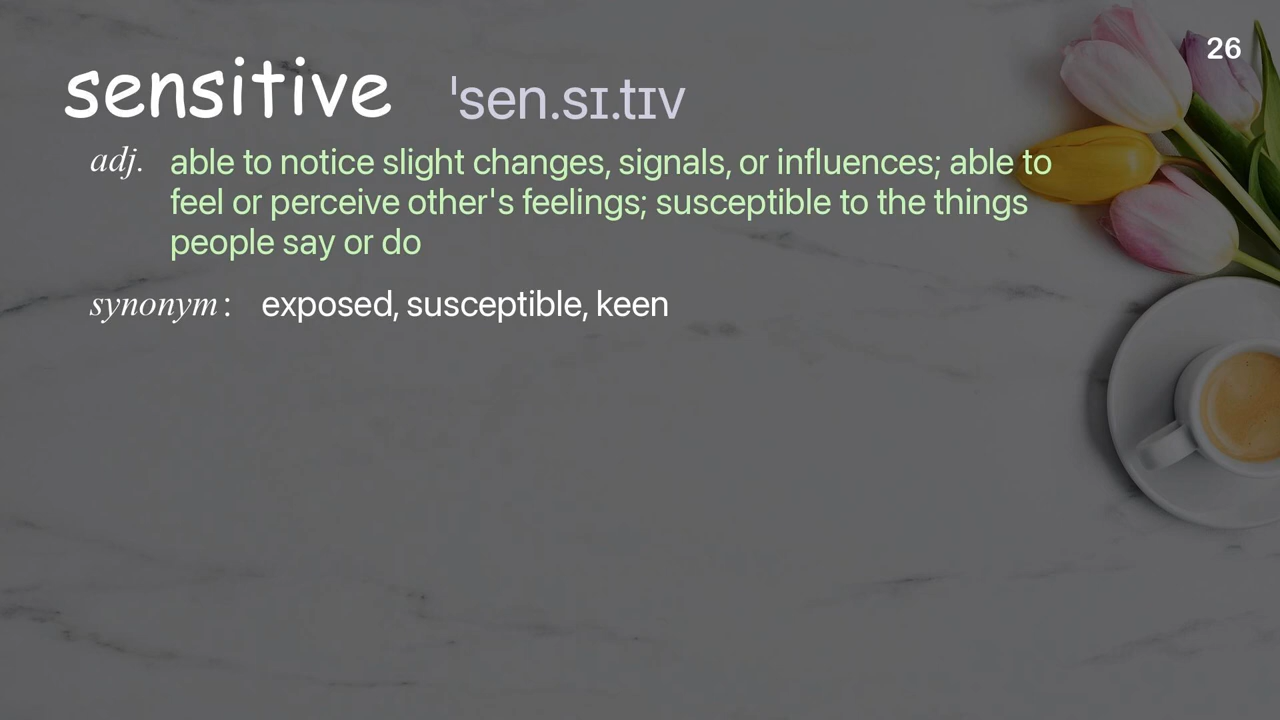 26
sensitive ˈsen.sɪ.tɪv
adj. able to notice slight changes, signals, or influences; able to
feel or perceive other's feelings; susceptible to the things
people say or do
synonym: exposed, susceptible, keen